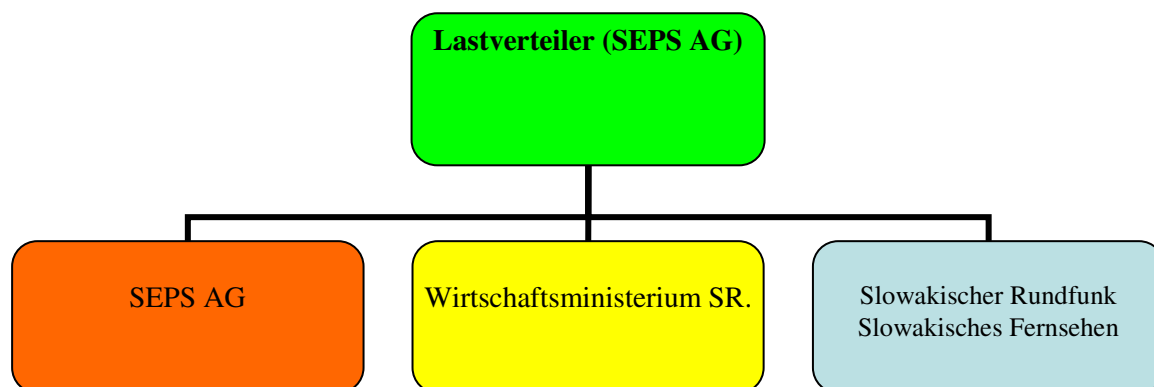 Lastverteiler (SEPS AG)
SEPS AG
Wirtschaftsministerium SR.
Slowakischer Rundfunk
Slowakisches Fernsehen